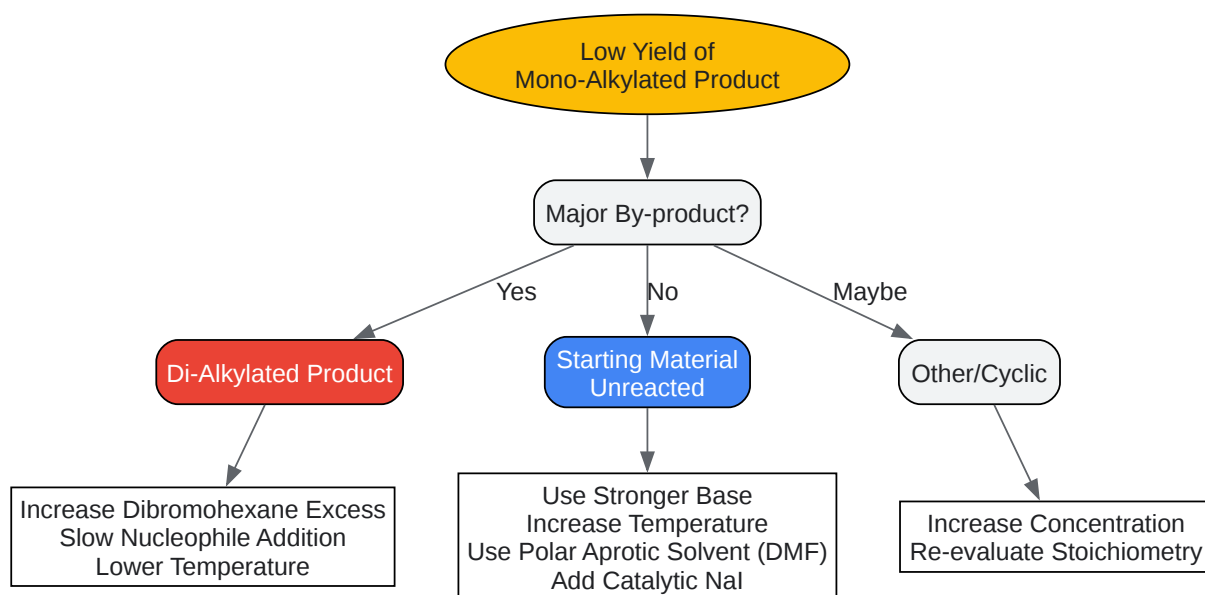 Low Yield of
Mono-Alkylated Product
Major By-product?
Yes
No
Maybe
Di-Alkylated Product
Starting Material
Unreacted
Other/Cyclic
Increase Dibromohexane Excess
Slow Nucleophile Addition
Lower Temperature
Use Stronger Base
Increase Temperature
Use Polar Aprotic Solvent (DMF)
Add Catalytic NaI
Increase Concentration
Re-evaluate Stoichiometry